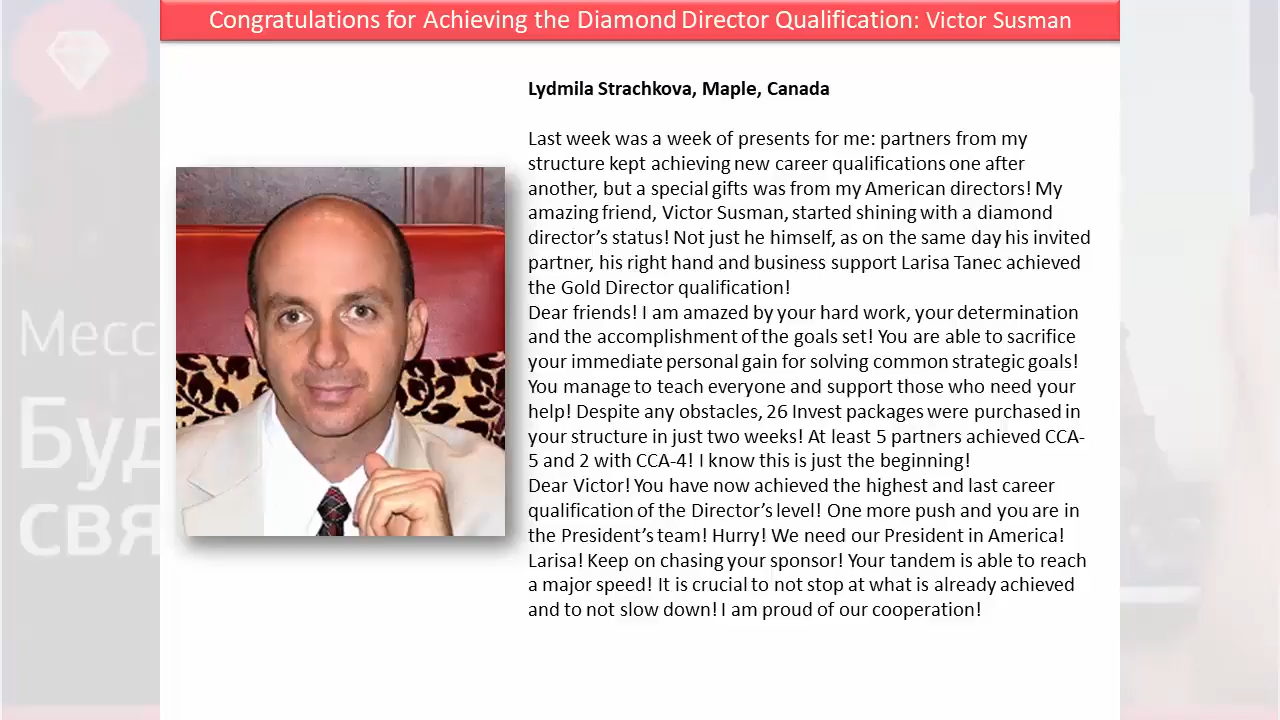 Congratulations for Achieving the Diamond Director Qualification: Victor Susman
Lydmila Strachkova, Maple, Canada
Last week was a week of presents for me: partners from my
structure kept achieving new career qualifications one after
another, but a special gifts was from my American directors! My
amazing friend, Victor Susman, started shining with a diamond
director's status! Not just he himself, as on the same day his invited
partner, his right hand and business support Larisa Tanec achieved
the Gold Director qualification!
Dear friends! I am amazed by your hard work, your determination
and the accomplishment of the goals set! You are able to sacrifice
your immediate personal gain for solving common strategic goals!
You manage to teach everyone and support those who need your
help! Despite any obstacles, 26 Invest packages were purchased in
your structure in just two weeks! At least 5 partners achieved CCA-
5 and 2 with CCA-4! I know this is just the beginning!
Dear Victor! You have now achieved the highest and last career
qualification of the Director's level! One more push and you are in
the President's team! Hurry! We need our President in America!
Larisa! Keep on chasing your sponsor! Your tandem is able to reach
a major speed! It is crucial to not stop at what is already achieved
and to not slow down! I am proud of our cooperation!
Месс
Буд
свя